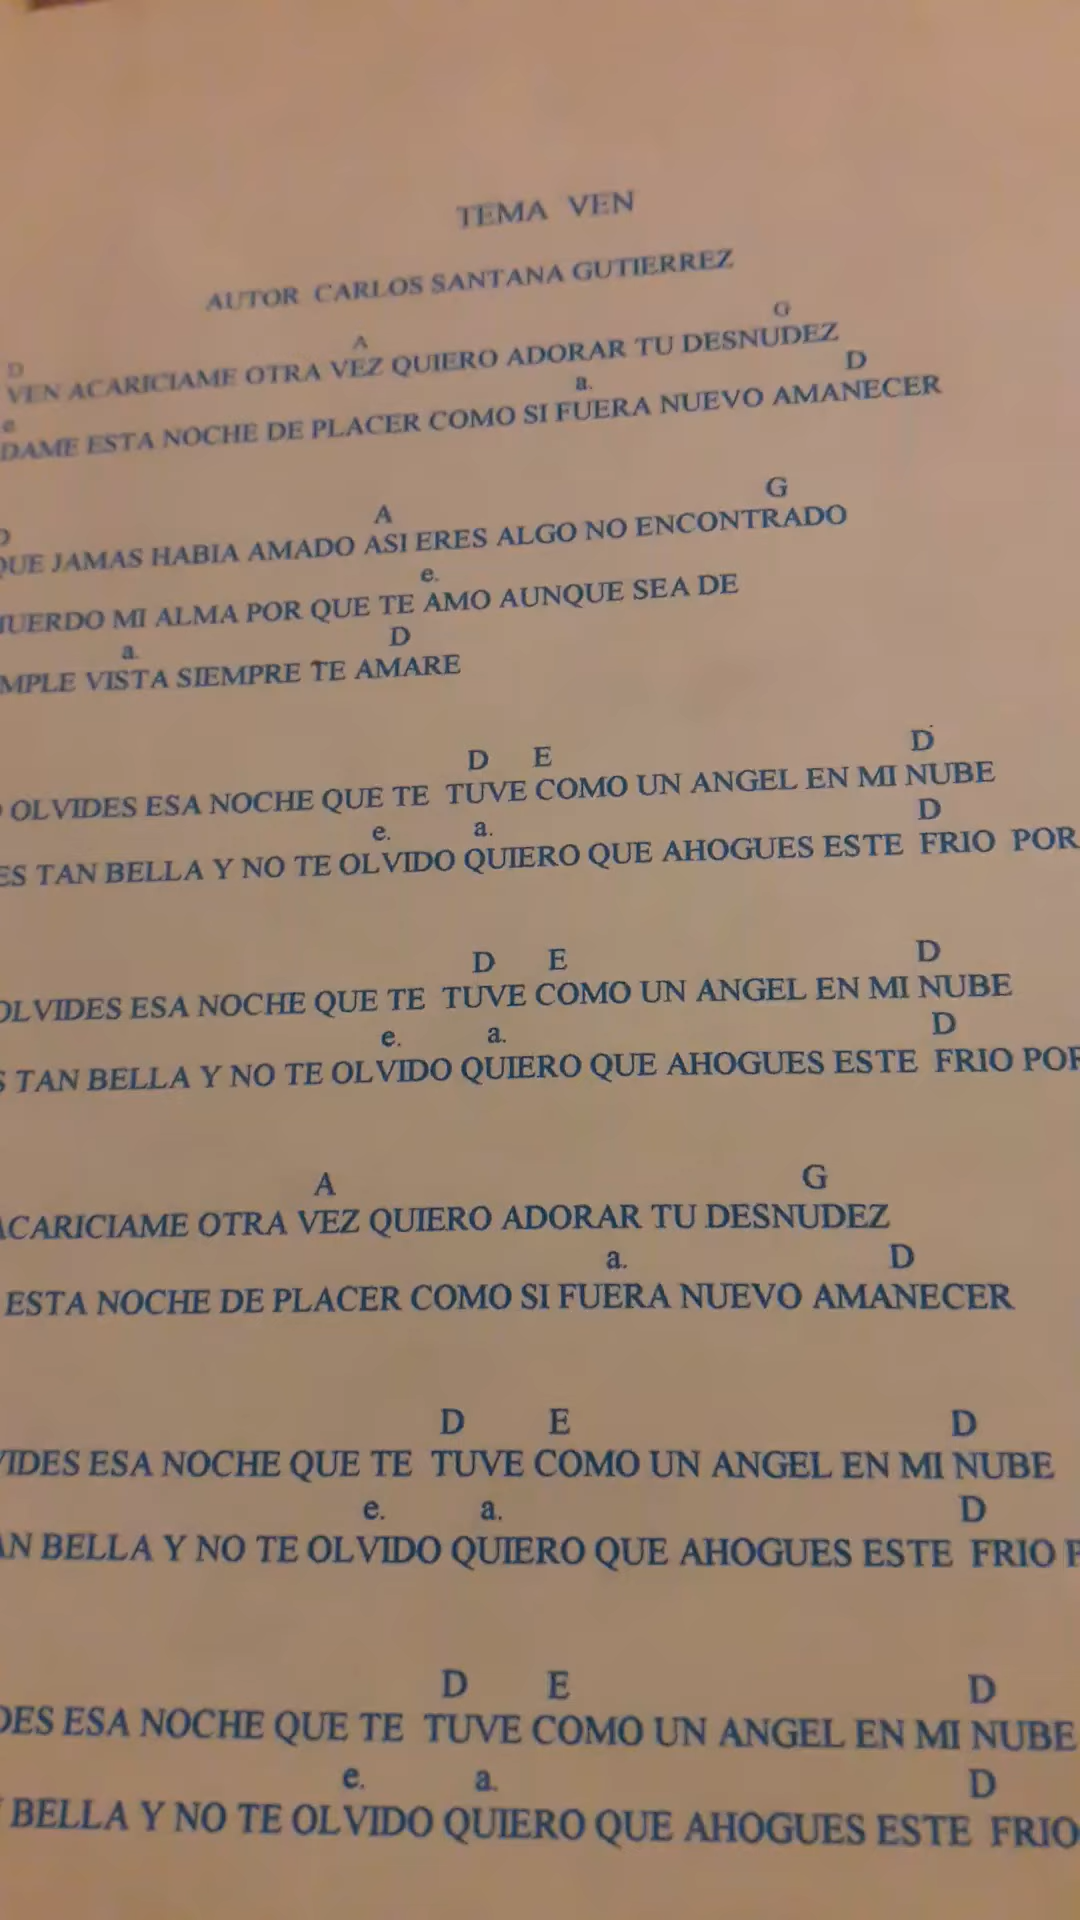 TEMA VEN
AUTOR CARLOS SANTANA GUTIERREZ
D A G
VEN ACARICIAME OTRA VEZ QUIERO ADORAR TU DESNUDEZ
e a. D
DAME ESTA NOCHE DE PLACER COMO SI FUERA NUEVO AMANECER
A G
JAMAS HABIA AMADO ASI ERES ALGO NO ENCONTRADO
e.
MI ALMA POR QUE TE AMO AUNQUE SEA DE
a. D
VISTA SIEMPRE TE AMARE
D E D
OLVIDES ESA NOCHE QUE TE TUVE COMO UN ANGEL EN MI NUBE
e. a. D
ES TAN BELLA Y NO TE OLVIDO QUIERO QUE AHOGUES ESTE FRIO POR
D E D
OLVIDES ESA NOCHE QUE TE TUVE COMO UN ANGEL EN MI NUBE
e. a. D
TAN BELLA Y NO TE OLVIDO QUIERO QUE AHOGUES ESTE FRIO POR
A G
ACARICIAME OTRA VEZ QUIERO ADORAR TU DESNUDEZ
a. D
ESTA NOCHE DE PLACER COMO SI FUERA NUEVO AMANECER
D E D
VIDES ESA NOCHE QUE TE TUVE COMO UN ANGEL EN MI NUBE
e. a. D
AN BELLA Y NO TE OLVIDO QUIERO QUE AHOGUES ESTE FRIO
D E D
DES ESA NOCHE QUE TE TUVE COMO UN ANGEL EN MI NUBE
e. a. D
BELLA Y NO TE OLVIDO QUIERO QUE AHOGUES ESTE FRIO